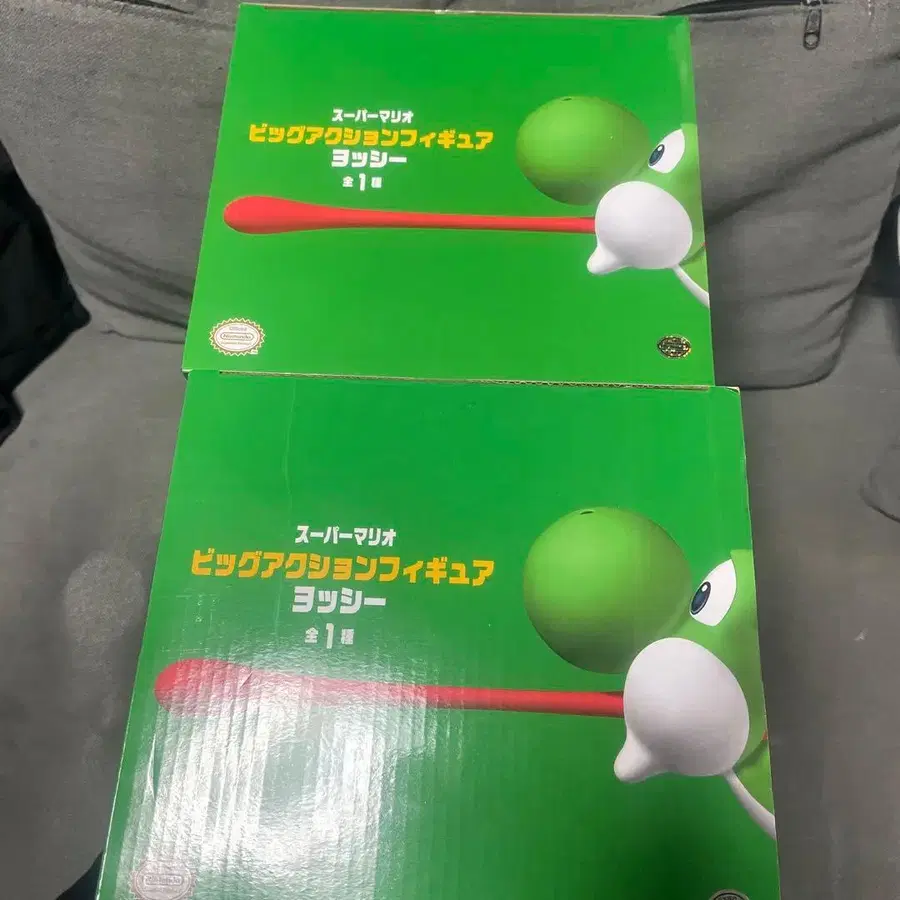 スーパーマリオ
ビッグアクションフィギュア
ヨッシー
全1種
Nintendo
スーパーマリオ
ビッグアクションフィギュア
ヨッシー
全1種
Nintendo